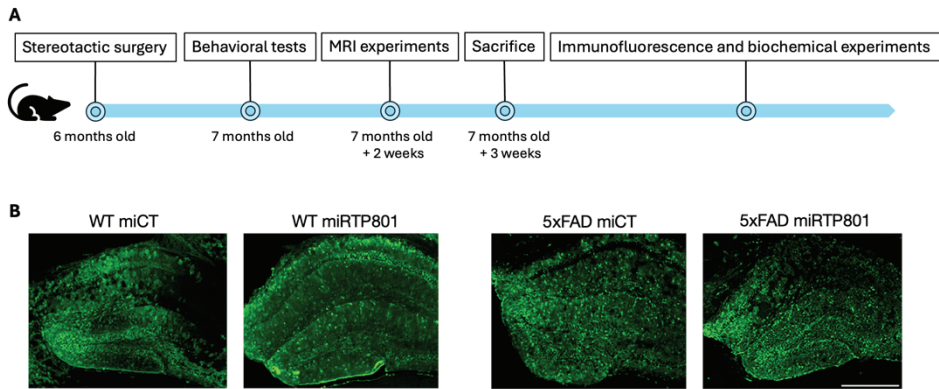 A
Stereotactic surgery
Behavioral tests
MRI experiments
Sacrifice
Immunofluorescence and biochemical experiments
6 months old
7 months old
7 months old
+ 2 weeks
7 months old
+ 3 weeks
B
WT miCT
WT miRTP801
5xFAD miCT
5xFAD miRTP801